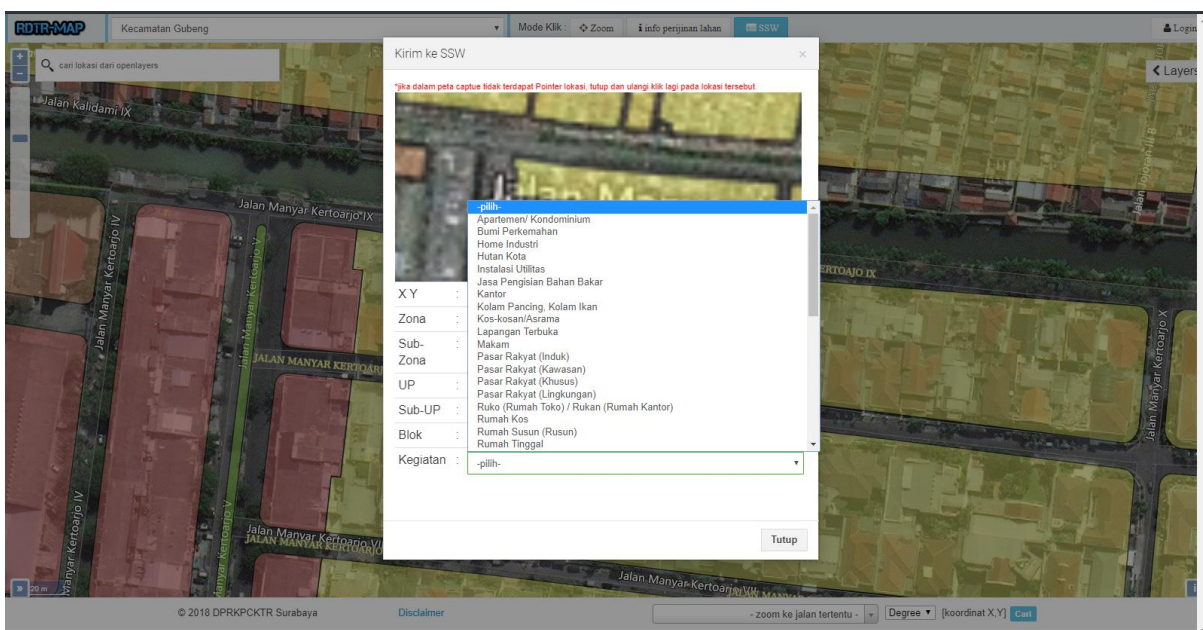 RDTR-MAP
Kecamatan Gubeng
Mode Klik :
Zoom
i info perijinan lahan
SSW
Login
cari lokasi dari openlayers
Layers
Kirim ke SSW
×
*jika dalam peta captue tidak terdapat Pointer lokasi, tutup dan ulangi klik lagi pada lokasi tersebut.
-pilih-
Apartemen/ Kondominium
Bumi Perkemahan
Home Industri
Hutan Kota
Instalasi Utilitas
Jasa Pengisian Bahan Bakar
Kantor
Kolam Pancing, Kolam Ikan
Kos-kosan/Asrama
Lapangan Terbuka
Makam
Pasar Rakyat (Induk)
Pasar Rakyat (Kawasan)
Pasar Rakyat (Khusus)
Pasar Rakyat (Lingkungan)
Ruko (Rumah Toko) / Rukan (Rumah Kantor)
Rumah Kos
Rumah Susun (Rusun)
Rumah Tinggal
X Y :
Zona :
Sub-Zona :
UP :
Sub-UP :
Blok :
Kegiatan :
-pilih-
Tutup
Jalan Kalidami IX
Jalan Manyar Kertoarjo IX
Jalan Manyar Kertoarjo IV
Jalan Manyar Kertoarjo V
JALAN MANYAR KERTOAR
ERTOAJO IX
Jalan Manyar Kertoarjo X
Manyar Kertoarjo IV
Manyar Kertoarjo V
Jalan Manyar Kertoarjo VII
JALAN MANYAR KERTOARJO
Jalan Manyar Kertoarjo VII
20 m
© 2018 DPRKPCKTR Surabaya
Disclaimer
- zoom ke jalan tertentu -
Degree
[koordinat X,Y]
Cari